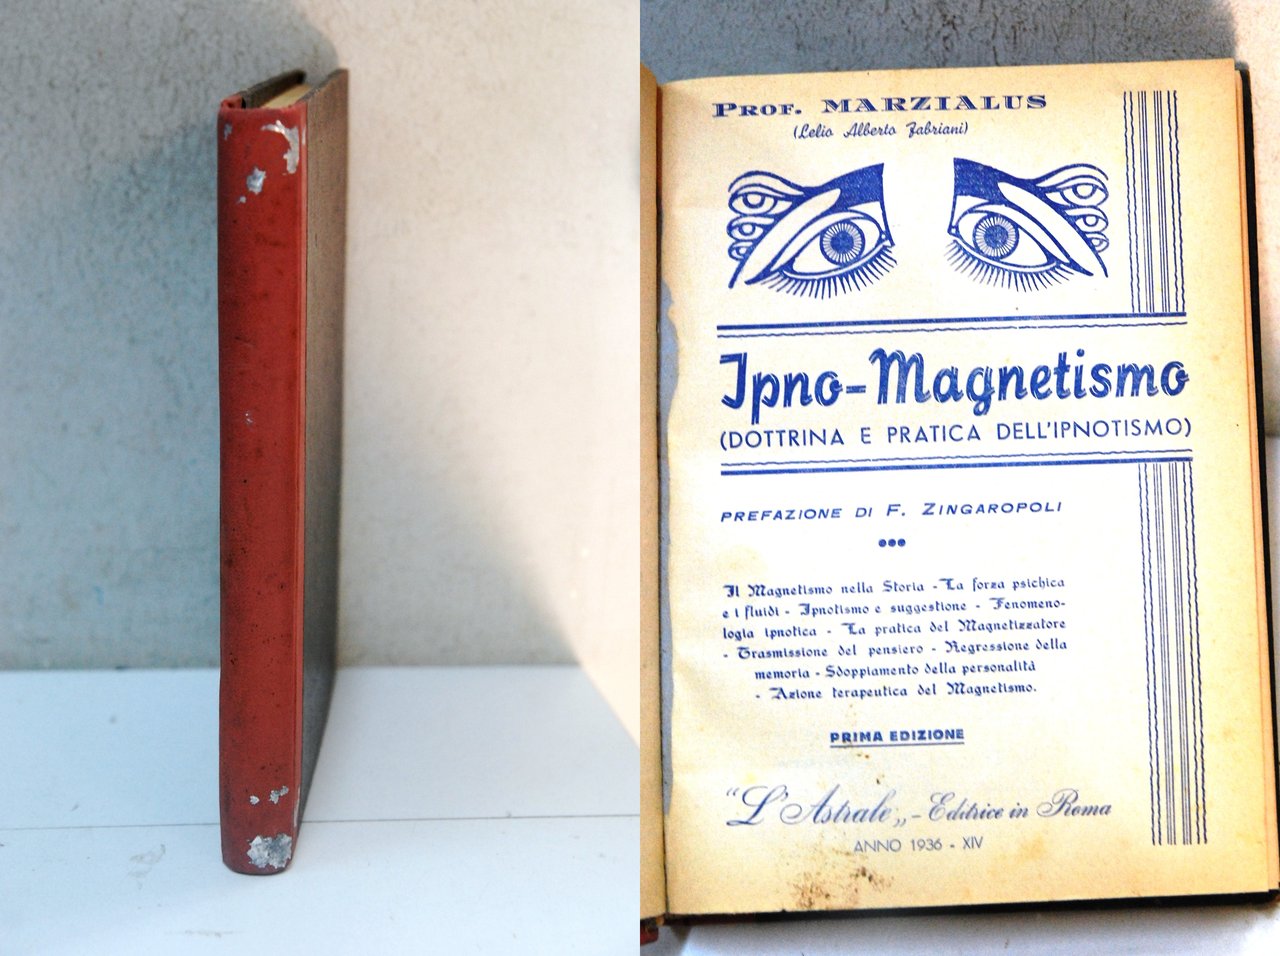 PROF. MARZIALUS
(Lelio Alberto Fabriani)
Ipno-Magnetismo
(DOTTRINA E PRATICA DELL'IPNOTISMO)
PREFAZIONE DI F. ZINGAROPOLI
Il Magnetismo nella Storia - La forza psichica
e i fluidi - Ipnotismo e suggestione - Fenomeno-
logia ipnotica - La pratica del Magnetizzatore
- Trasmissione del pensiero - Regressione della
memoria - Sdoppiamento della personalità
- Azione terapeutica del Magnetismo.
PRIMA EDIZIONE
"L'Astrale„ - Editrice in Roma
ANNO 1936 - XIV